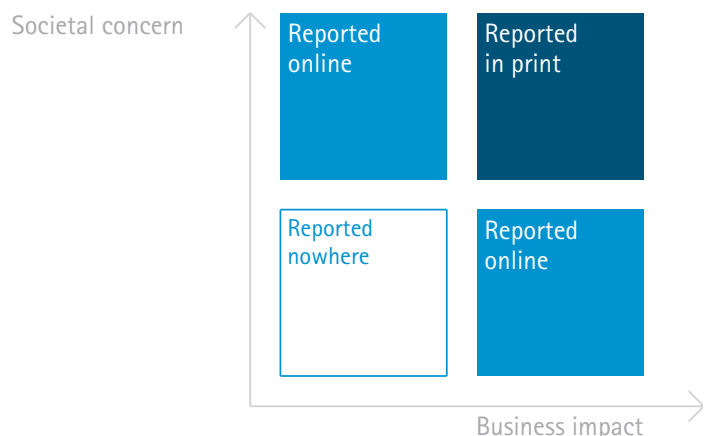 Societal concern
Reported
online
Reported
in print
Reported
nowhere
Reported
online
Business impact